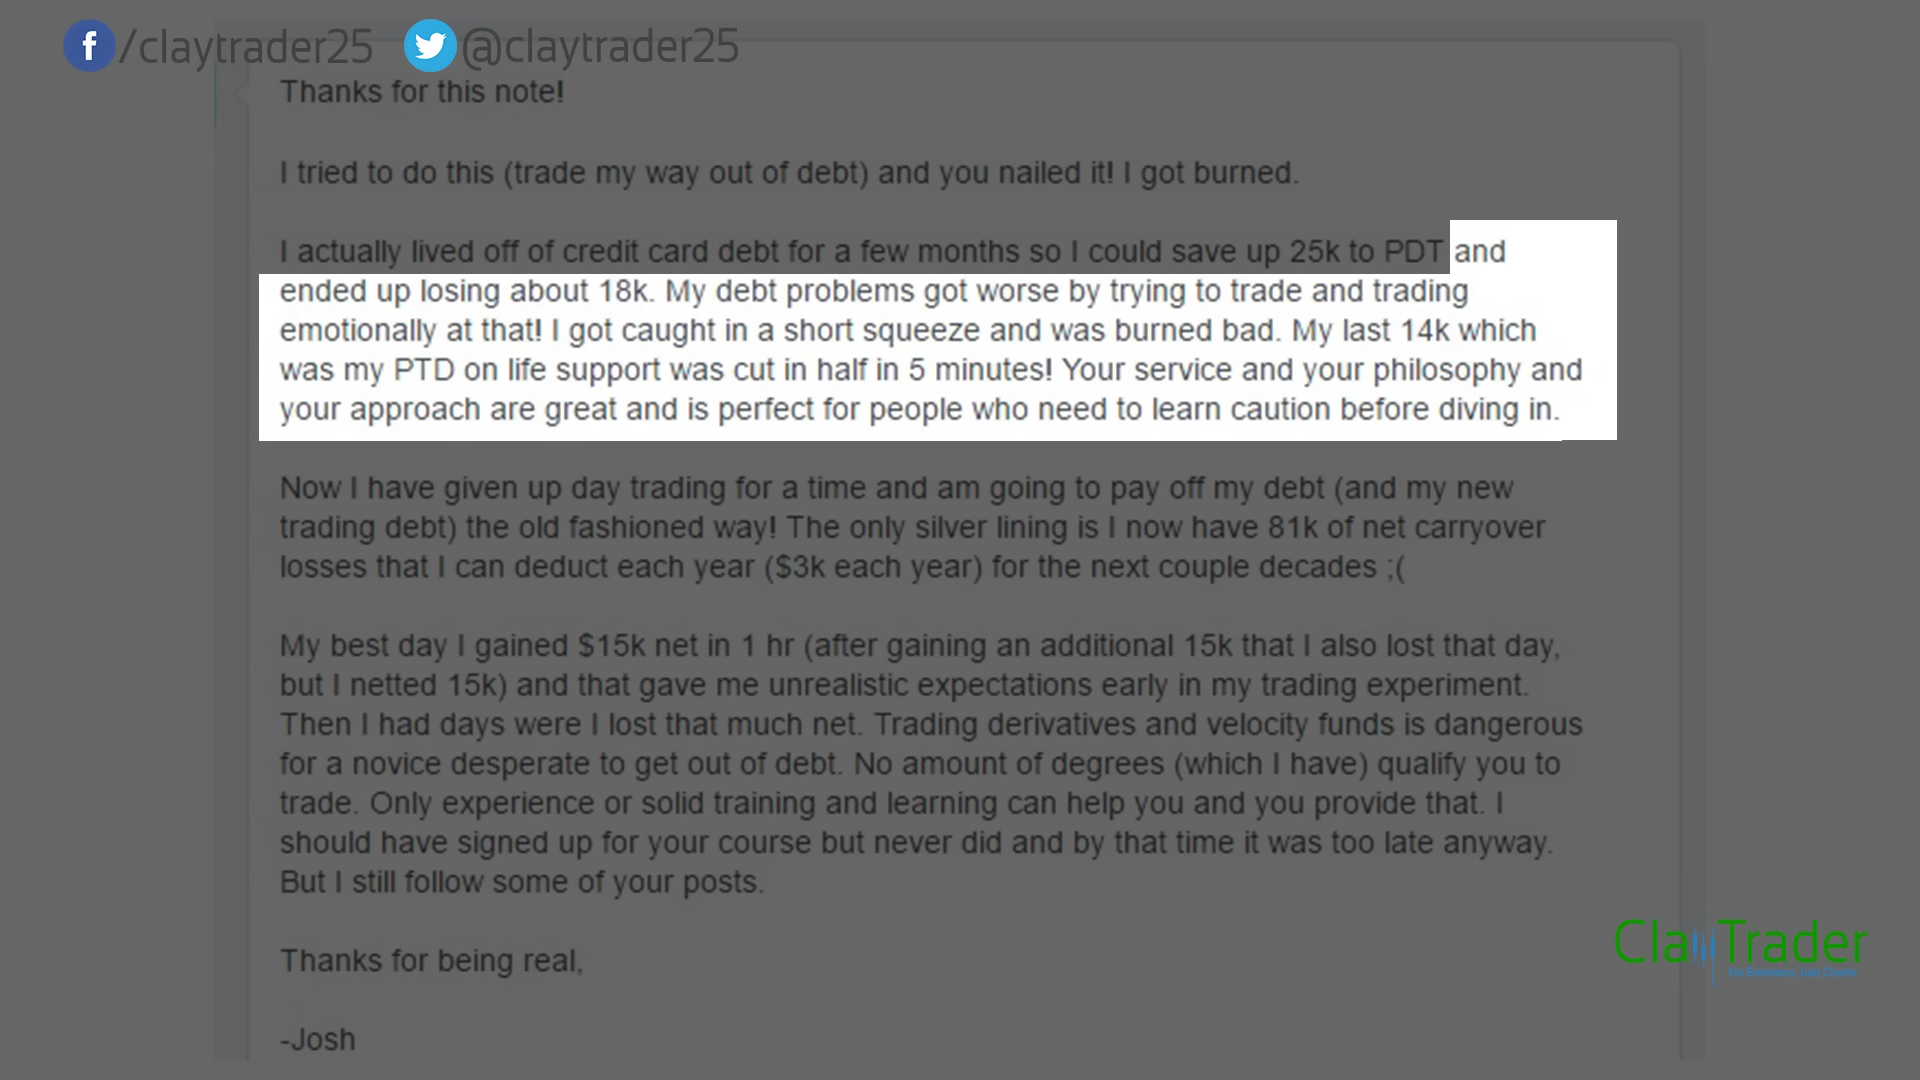 /claytrader25 @claytrader25
Thanks for this note!
I tried to do this (trade my way out of debt) and you nailed it! I got burned.
I actually lived off of credit card debt for a few months so I could save up 25k to PDT and
ended up losing about 18k. My debt problems got worse by trying to trade and trading
emotionally at that! I got caught in a short squeeze and was burned bad. My last 14k which
was my PTD on life support was cut in half in 5 minutes! Your service and your philosophy and
your approach are great and is perfect for people who need to learn caution before diving in.
Now I have given up day trading for a time and am going to pay off my debt (and my new
trading debt) the old fashioned way! The only silver lining is I now have 81k of net carryover
losses that I can deduct each year ($3k each year) for the next couple decades ;(
My best day I gained $15k net in 1 hr (after gaining an additional 15k that I also lost that day,
but I netted 15k) and that gave me unrealistic expectations early in my trading experiment.
Then I had days were I lost that much net. Trading derivatives and velocity funds is dangerous
for a novice desperate to get out of debt. No amount of degrees (which I have) qualify you to
trade. Only experience or solid training and learning can help you and you provide that. I
should have signed up for your course but never did and by that time it was too late anyway.
But I still follow some of your posts.
Thanks for being real,
-Josh
ClayTrader
No Emotions. Just Charts.